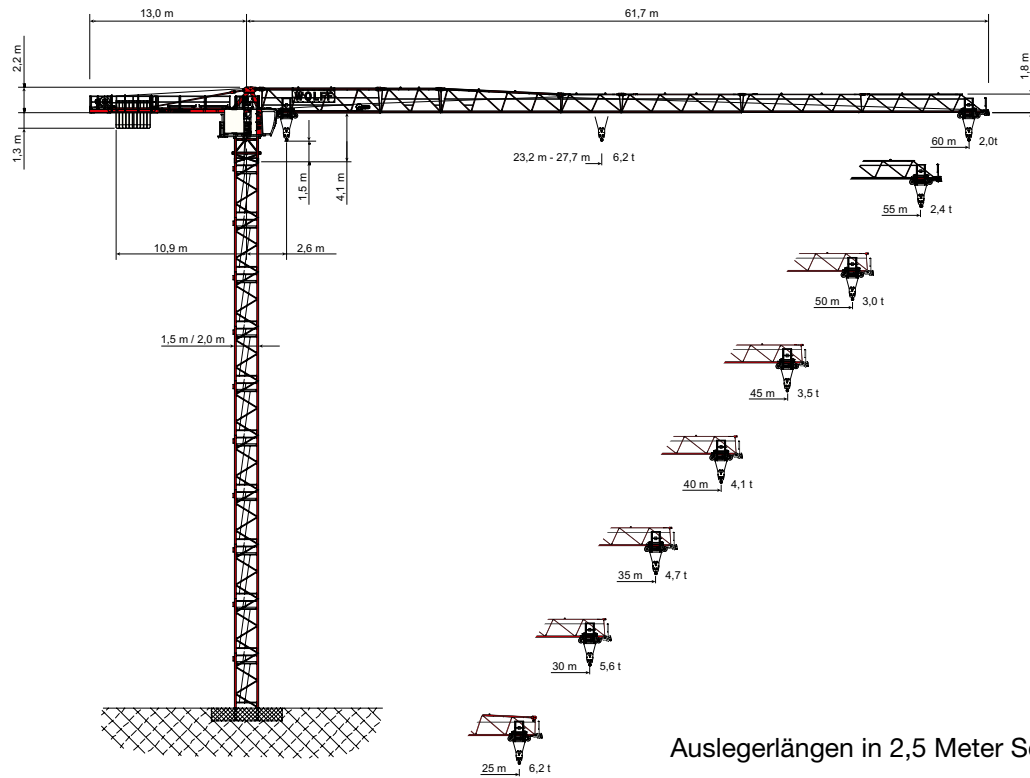 13,0 m
61,7 m
2,2 m
1,8 m
WOLFF
1,3 m
23,2 m - 27,7 m 6,2 t
60 m 2,0t
1,5 m
4,1 m
55 m 2,4 t
10,9 m 2,6 m
50 m 3,0 t
1,5 m / 2,0 m
45 m 3,5 t
40 m 4,1 t
35 m 4,7 t
30 m 5,6 t
Auslegerlängen in 2,5 Meter
25 m 6,2 t